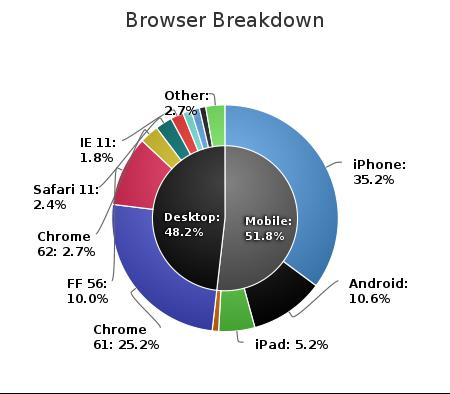 Browser Breakdown
Other:
2.7%
IE 11:
1.8%
iPhone:
35.2%
Safari 11:
2.4%
Desktop:
48.2%
Mobile:
51.8%
Chrome
62: 2.7%
FF 56:
10.0%
Android:
10.6%
Chrome
61: 25.2%
iPad: 5.2%